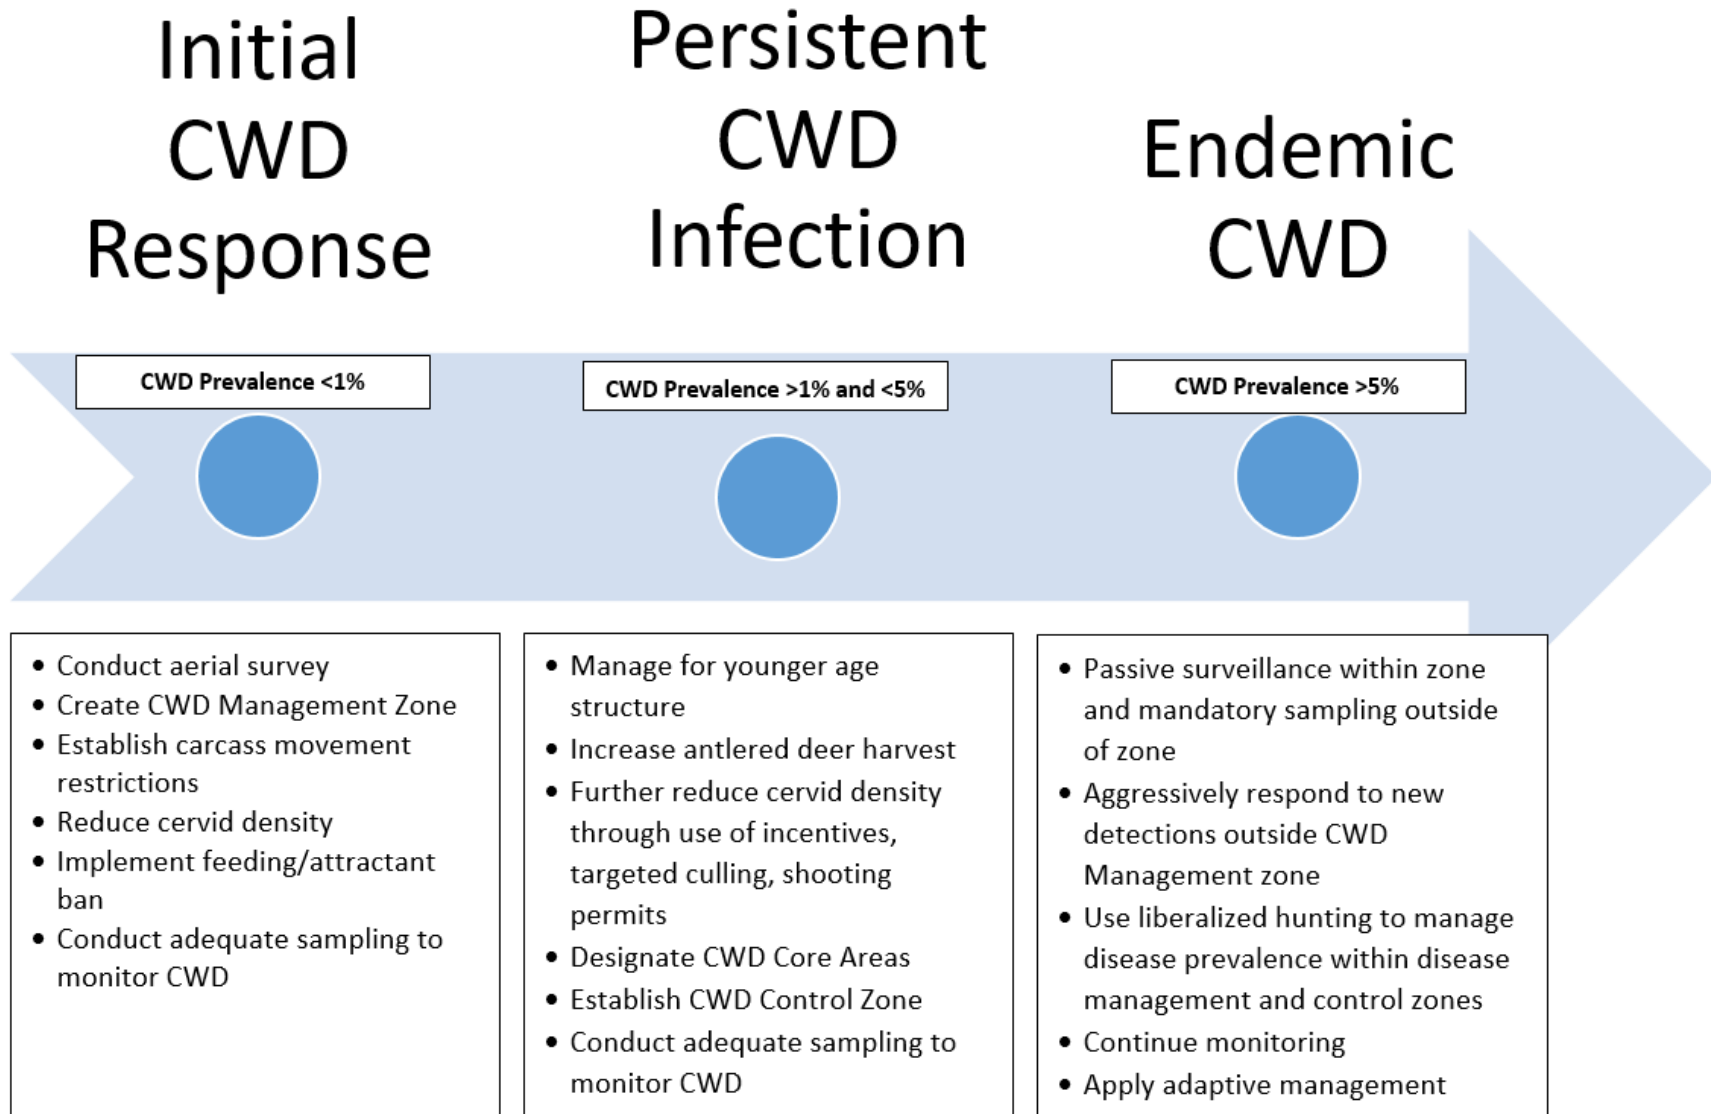 Initial
CWD
Response
Persistent
CWD
Infection
Endemic
CWD
CWD Prevalence <1%
CWD Prevalence >1% and <5%
CWD Prevalence >5%
• Conduct aerial survey
• Create CWD Management Zone
• Establish carcass movement
restrictions
• Reduce cervid density
• Implement feeding/attractant
ban
• Conduct adequate sampling to
monitor CWD
• Manage for younger age
structure
• Increase antlered deer harvest
• Further reduce cervid density
through use of incentives,
targeted culling, shooting
permits
• Designate CWD Core Areas
• Establish CWD Control Zone
• Conduct adequate sampling to
monitor CWD
• Passive surveillance within zone
and mandatory sampling outside
of zone
• Aggressively respond to new
detections outside CWD
Management zone
• Use liberalized hunting to manage
disease prevalence within disease
management and control zones
• Continue monitoring
• Apply adaptive management